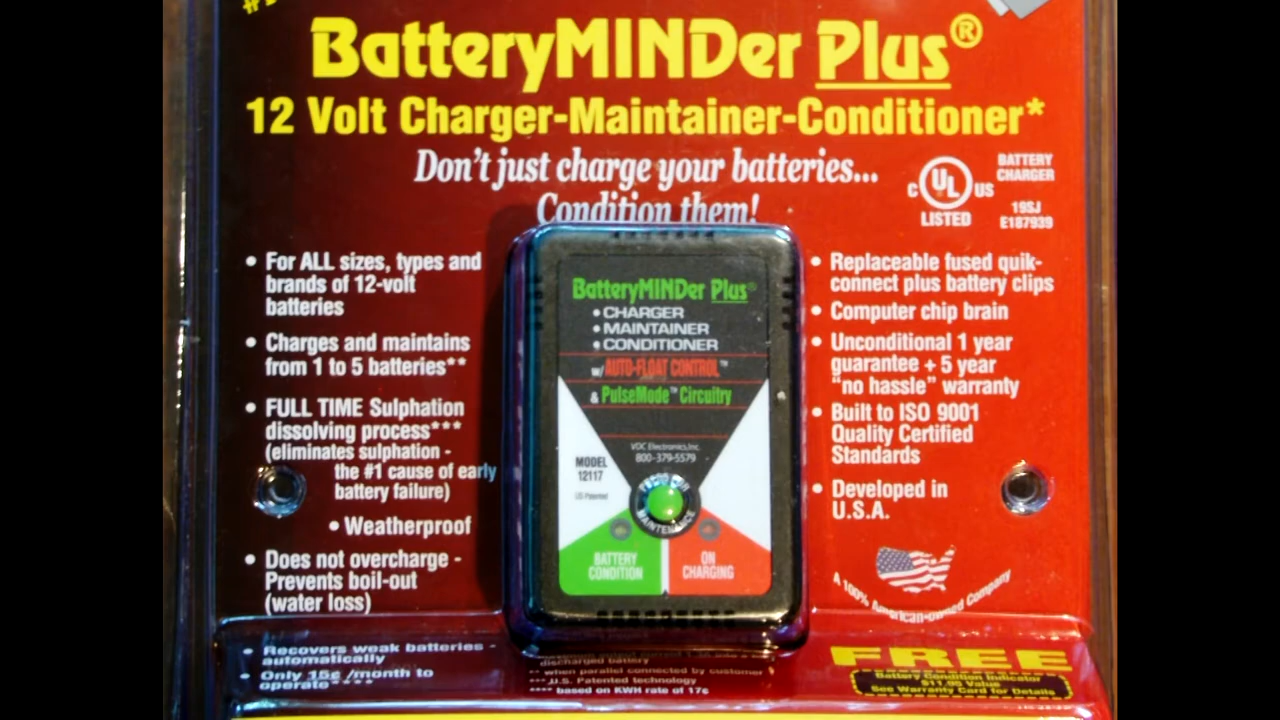 BatteryMINDer Plus®
12 Volt Charger-Maintainer-Conditioner*
Don't just charge your batteries...
Condition them!
C UL US
LISTED
BATTERY
CHARGER
19SJ
E187939
• For ALL sizes, types and
brands of 12-volt
batteries
• Charges and maintains
from 1 to 5 batteries**
• FULL TIME Sulphation
dissolving process***
(eliminates sulphation -
the #1 cause of early
battery failure)
• Weatherproof
• Does not overcharge -
Prevents boil-out
(water loss)
• Recovers weak batteries -
automatically
• Only 15¢ /month to
operate****
BatteryMINDer Plus®
• CHARGER
• MAINTAINER
• CONDITIONER
w/ AUTO-FLOAT CONTROL™
& PulseMode™ Circuitry
VDC Electronics, Inc.
800-379-5579
MODEL
12117
US Patented
MAINTENANCE
BATTERY
CONDITION
ON
CHARGING
• Replaceable fused quik-
connect plus battery clips
• Computer chip brain
• Unconditional 1 year
guarantee + 5 year
“no hassle” warranty
• Built to ISO 9001
Quality Certified
Standards
• Developed in
U.S.A.
A 100% American-owned Company
discharged battery
** when parallel connected by customer
*** U.S. Patented technology
**** based on KWH rate of 17¢
FREE
Battery Condition Indicator
$11.95 Value
See Warranty Card for Details